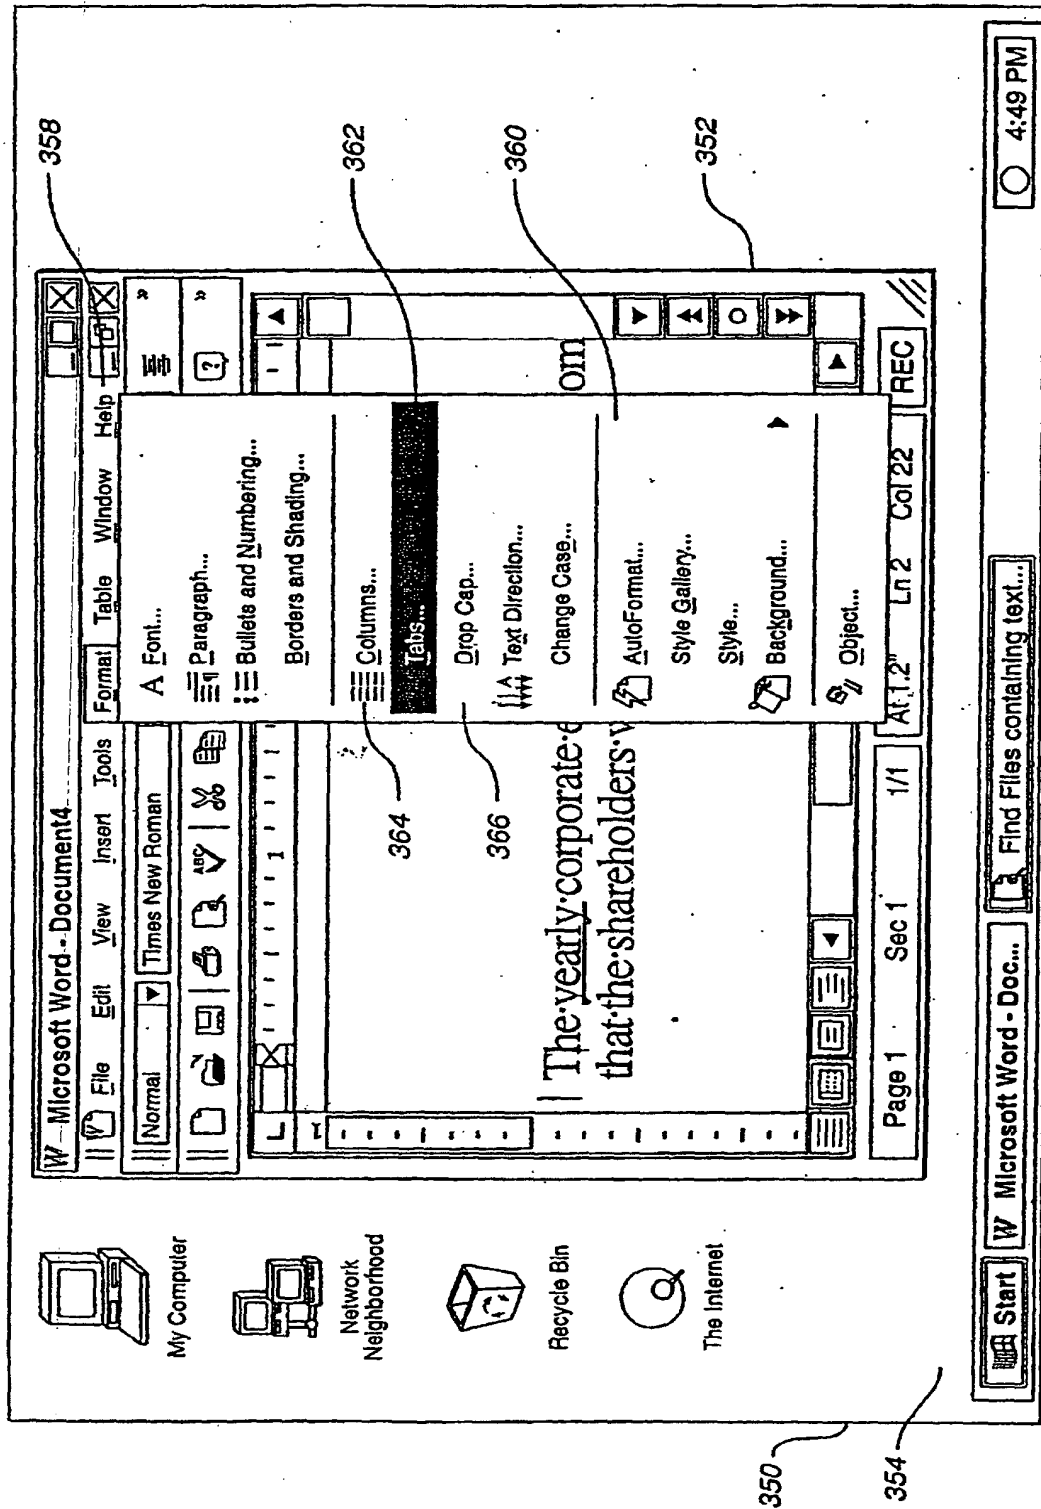 W Microsoft Word - Document4
File Edit View Insert Tools Format Table Window Help
Normal Times New Roman
»
ABC ? »
L 1
A Font...
Paragraph...
Bullets and Numbering...
Borders and Shading...
Columns...
Tabs...
Drop Cap...
Text Direction...
Change Case...
AutoFormat...
Style Gallery...
Style...
Background...
Object...
The·yearly·corporate·e om
that·the·shareholders·v
Page 1 Sec 1 1/1 At 1.2" Ln 2 Col 22 REC
My Computer
Network
Neighborhood
Recycle Bin
The Internet
Start W Microsoft Word - Doc... Find Files containing text... 4:49 PM
358
362
360
352
364
366
350
354